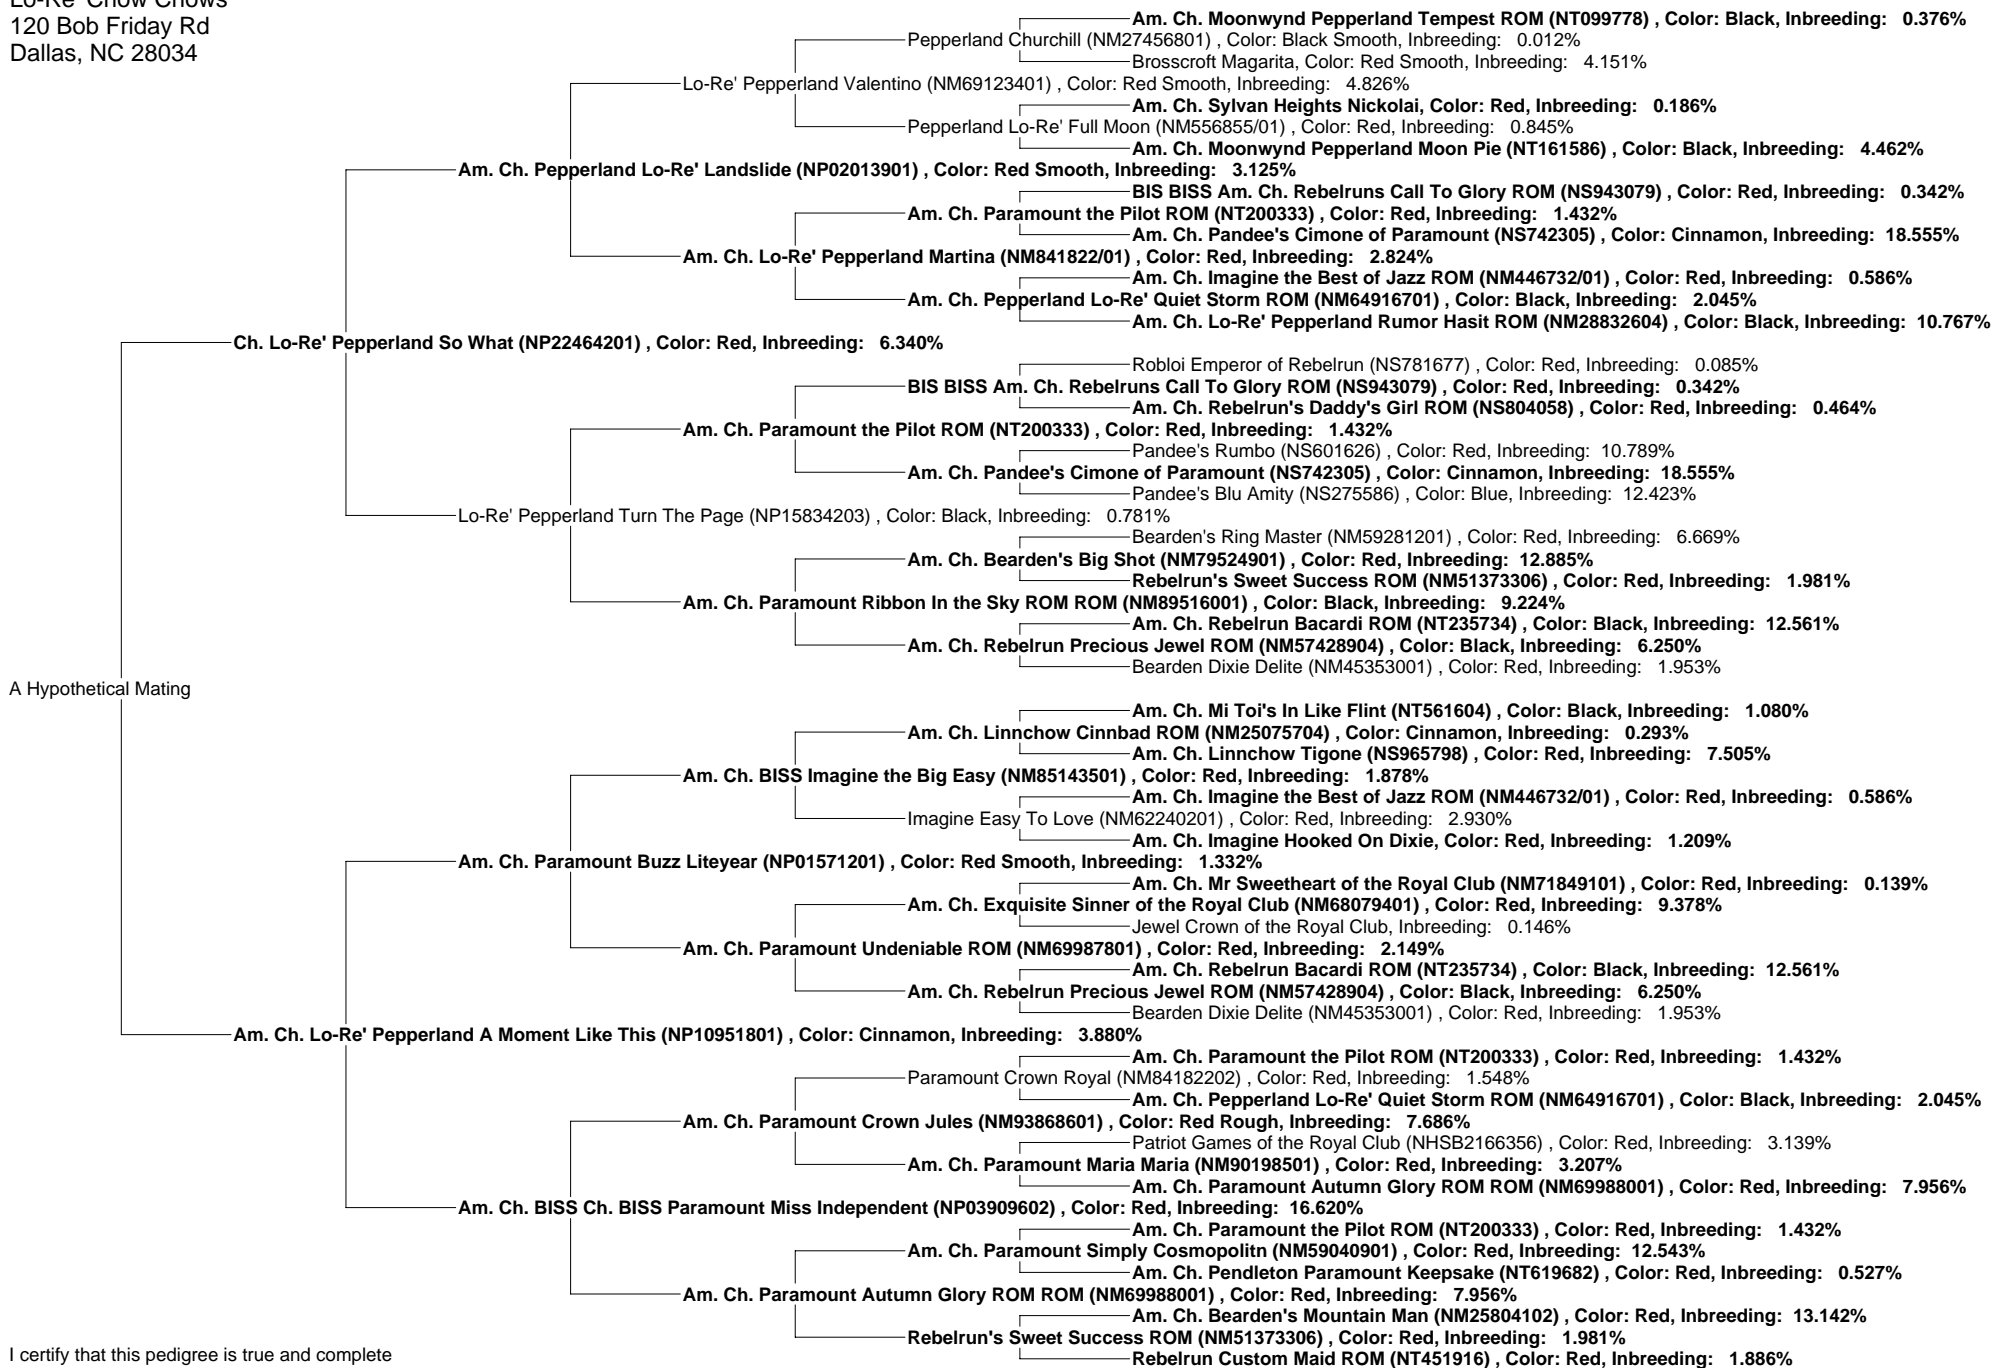 Lo-Re' Chow Chows
120 Bob Friday Rd
Dallas, NC 28034
Am. Ch. Moonwynd Pepperland Tempest ROM (NT099778) , Color: Black, Inbreeding: 0.376%
Pepperland Churchill (NM27456801) , Color: Black Smooth, Inbreeding: 0.012%
Brosscroft Magarita, Color: Red Smooth, Inbreeding: 4.151%
Lo-Re' Pepperland Valentino (NM69123401) , Color: Red Smooth, Inbreeding: 4.826%
Am. Ch. Sylvan Heights Nickolai, Color: Red, Inbreeding: 0.186%
Pepperland Lo-Re' Full Moon (NM556855/01) , Color: Red, Inbreeding: 0.845%
Am. Ch. Moonwynd Pepperland Moon Pie (NT161586) , Color: Black, Inbreeding: 4.462%
Am. Ch. Pepperland Lo-Re' Landslide (NP02013901) , Color: Red Smooth, Inbreeding: 3.125%
BIS BISS Am. Ch. Rebelruns Call To Glory ROM (NS943079) , Color: Red, Inbreeding: 0.342%
Am. Ch. Paramount the Pilot ROM (NT200333) , Color: Red, Inbreeding: 1.432%
Am. Ch. Pandee's Cimone of Paramount (NS742305) , Color: Cinnamon, Inbreeding: 18.555%
Am. Ch. Lo-Re' Pepperland Martina (NM841822/01) , Color: Red, Inbreeding: 2.824%
Am. Ch. Imagine the Best of Jazz ROM (NM446732/01) , Color: Red, Inbreeding: 0.586%
Am. Ch. Pepperland Lo-Re' Quiet Storm ROM (NM64916701) , Color: Black, Inbreeding: 2.045%
Am. Ch. Lo-Re' Pepperland Rumor Hasit ROM (NM28832604) , Color: Black, Inbreeding: 10.767%
Ch. Lo-Re' Pepperland So What (NP22464201) , Color: Red, Inbreeding: 6.340%
Robloi Emperor of Rebelrun (NS781677) , Color: Red, Inbreeding: 0.085%
BIS BISS Am. Ch. Rebelruns Call To Glory ROM (NS943079) , Color: Red, Inbreeding: 0.342%
Am. Ch. Rebelrun's Daddy's Girl ROM (NS804058) , Color: Red, Inbreeding: 0.464%
Am. Ch. Paramount the Pilot ROM (NT200333) , Color: Red, Inbreeding: 1.432%
Pandee's Rumbo (NS601626) , Color: Red, Inbreeding: 10.789%
Am. Ch. Pandee's Cimone of Paramount (NS742305) , Color: Cinnamon, Inbreeding: 18.555%
Pandee's Blu Amity (NS275586) , Color: Blue, Inbreeding: 12.423%
Lo-Re' Pepperland Turn The Page (NP15834203) , Color: Black, Inbreeding: 0.781%
Bearden's Ring Master (NM59281201) , Color: Red, Inbreeding: 6.669%
Am. Ch. Bearden's Big Shot (NM79524901) , Color: Red, Inbreeding: 12.885%
Rebelrun's Sweet Success ROM (NM51373306) , Color: Red, Inbreeding: 1.981%
Am. Ch. Paramount Ribbon In the Sky ROM ROM (NM89516001) , Color: Black, Inbreeding: 9.224%
Am. Ch. Rebelrun Bacardi ROM (NT235734) , Color: Black, Inbreeding: 12.561%
Am. Ch. Rebelrun Precious Jewel ROM (NM57428904) , Color: Black, Inbreeding: 6.250%
Bearden Dixie Delite (NM45353001) , Color: Red, Inbreeding: 1.953%
A Hypothetical Mating
Am. Ch. Mi Toi's In Like Flint (NT561604) , Color: Black, Inbreeding: 1.080%
Am. Ch. Linnchow Cinnbad ROM (NM25075704) , Color: Cinnamon, Inbreeding: 0.293%
Am. Ch. Linnchow Tigone (NS965798) , Color: Red, Inbreeding: 7.505%
Am. Ch. BISS Imagine the Big Easy (NM85143501) , Color: Red, Inbreeding: 1.878%
Am. Ch. Imagine the Best of Jazz ROM (NM446732/01) , Color: Red, Inbreeding: 0.586%
Imagine Easy To Love (NM62240201) , Color: Red, Inbreeding: 2.930%
Am. Ch. Imagine Hooked On Dixie, Color: Red, Inbreeding: 1.209%
Am. Ch. Paramount Buzz Liteyear (NP01571201) , Color: Red Smooth, Inbreeding: 1.332%
Am. Ch. Mr Sweetheart of the Royal Club (NM71849101) , Color: Red, Inbreeding: 0.139%
Am. Ch. Exquisite Sinner of the Royal Club (NM68079401) , Color: Red, Inbreeding: 9.378%
Jewel Crown of the Royal Club, Inbreeding: 0.146%
Am. Ch. Paramount Undeniable ROM (NM69987801) , Color: Red, Inbreeding: 2.149%
Am. Ch. Rebelrun Bacardi ROM (NT235734) , Color: Black, Inbreeding: 12.561%
Am. Ch. Rebelrun Precious Jewel ROM (NM57428904) , Color: Black, Inbreeding: 6.250%
Bearden Dixie Delite (NM45353001) , Color: Red, Inbreeding: 1.953%
Am. Ch. Lo-Re' Pepperland A Moment Like This (NP10951801) , Color: Cinnamon, Inbreeding: 3.880%
Am. Ch. Paramount the Pilot ROM (NT200333) , Color: Red, Inbreeding: 1.432%
Paramount Crown Royal (NM84182202) , Color: Red, Inbreeding: 1.548%
Am. Ch. Pepperland Lo-Re' Quiet Storm ROM (NM64916701) , Color: Black, Inbreeding: 2.045%
Am. Ch. Paramount Crown Jules (NM93868601) , Color: Red Rough, Inbreeding: 7.686%
Patriot Games of the Royal Club (NHSB2166356) , Color: Red, Inbreeding: 3.139%
Am. Ch. Paramount Maria Maria (NM90198501) , Color: Red, Inbreeding: 3.207%
Am. Ch. Paramount Autumn Glory ROM ROM (NM69988001) , Color: Red, Inbreeding: 7.956%
Am. Ch. BISS Ch. BISS Paramount Miss Independent (NP03909602) , Color: Red, Inbreeding: 16.620%
Am. Ch. Paramount the Pilot ROM (NT200333) , Color: Red, Inbreeding: 1.432%
Am. Ch. Paramount Simply Cosmopolitn (NM59040901) , Color: Red, Inbreeding: 12.543%
Am. Ch. Pendleton Paramount Keepsake (NT619682) , Color: Red, Inbreeding: 0.527%
Am. Ch. Paramount Autumn Glory ROM ROM (NM69988001) , Color: Red, Inbreeding: 7.956%
Am. Ch. Bearden's Mountain Man (NM25804102) , Color: Red, Inbreeding: 13.142%
Rebelrun's Sweet Success ROM (NM51373306) , Color: Red, Inbreeding: 1.981%
Rebelrun Custom Maid ROM (NT451916) , Color: Red, Inbreeding: 1.886%
I certify that this pedigree is true and complete